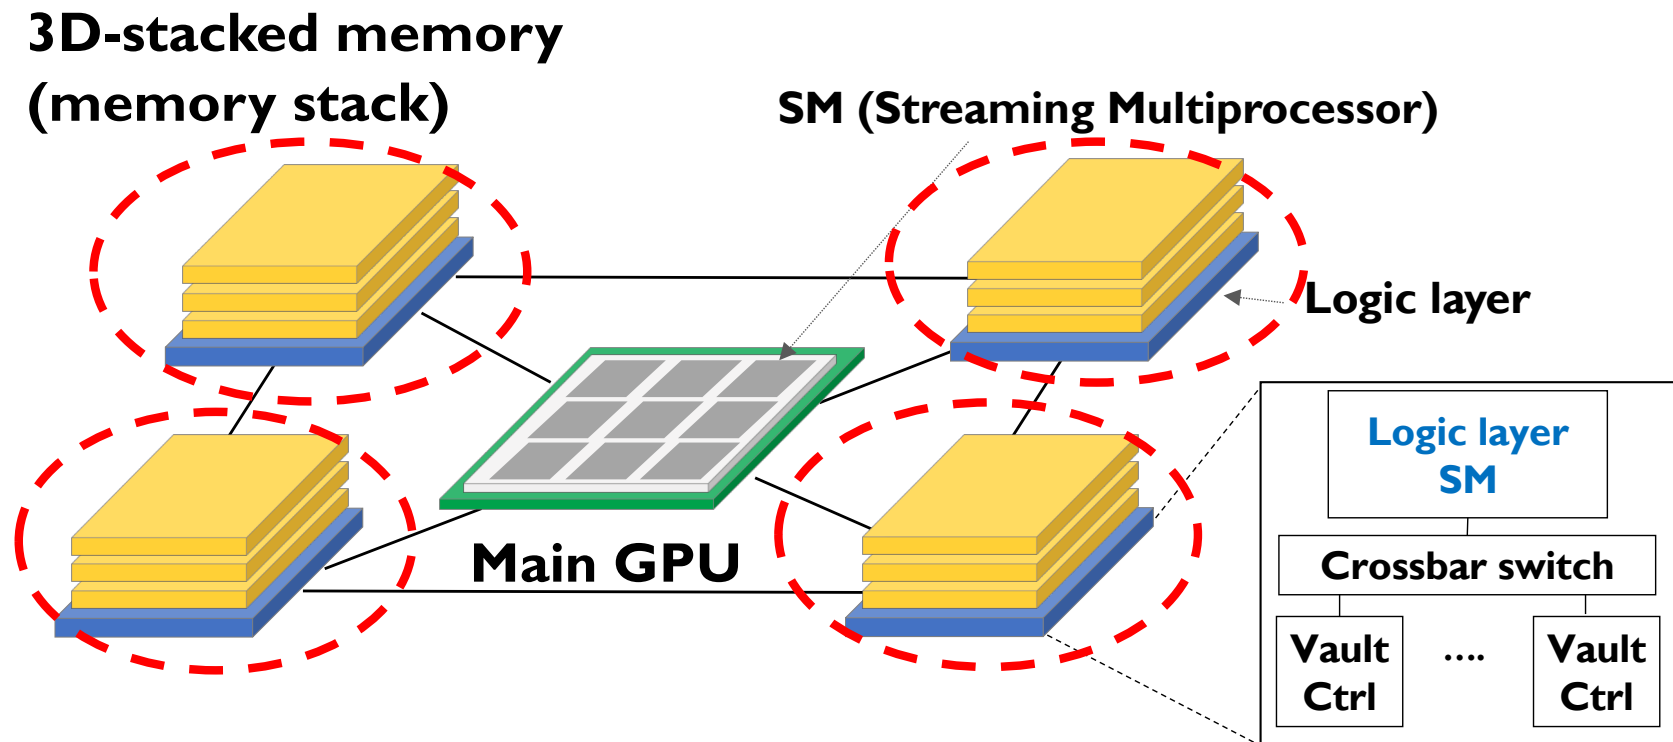 3D-stacked memory
(memory stack)
SM (Streaming Multiprocessor)
Logic layer
Main GPU
Logic layer
SM
Crossbar switch
Vault
Ctrl
....
Vault
Ctrl